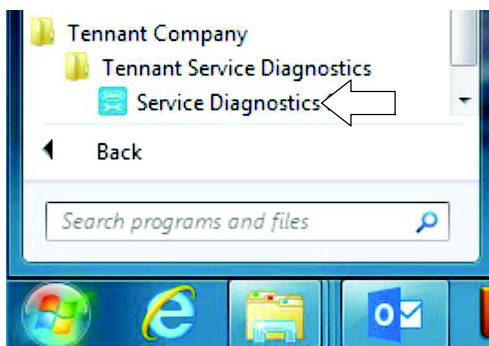 Tennant Company
Tennant Service Diagnostics
Service Diagnostics
Back
Search programs and files